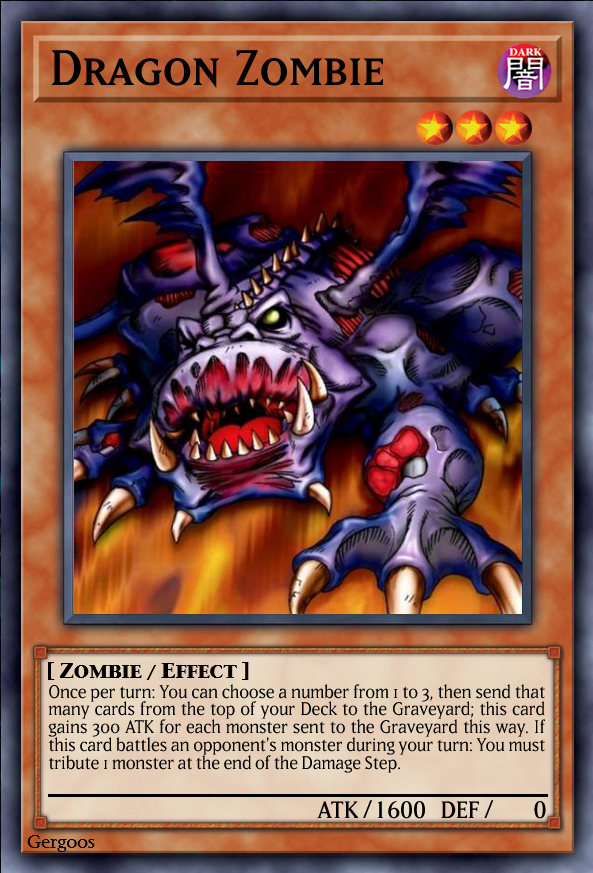 Dragon Zombie
DARK
闇
[ Zombie / Effect ]
Once per turn: You can choose a number from 1 to 3, then send that
many cards from the top of your Deck to the Graveyard; this card
gains 300 ATK for each monster sent to the Graveyard this way. If
this card battles an opponent's monster during your turn: You must
tribute 1 monster at the end of the Damage Step.
ATK / 1600 DEF / 0
Gergoos